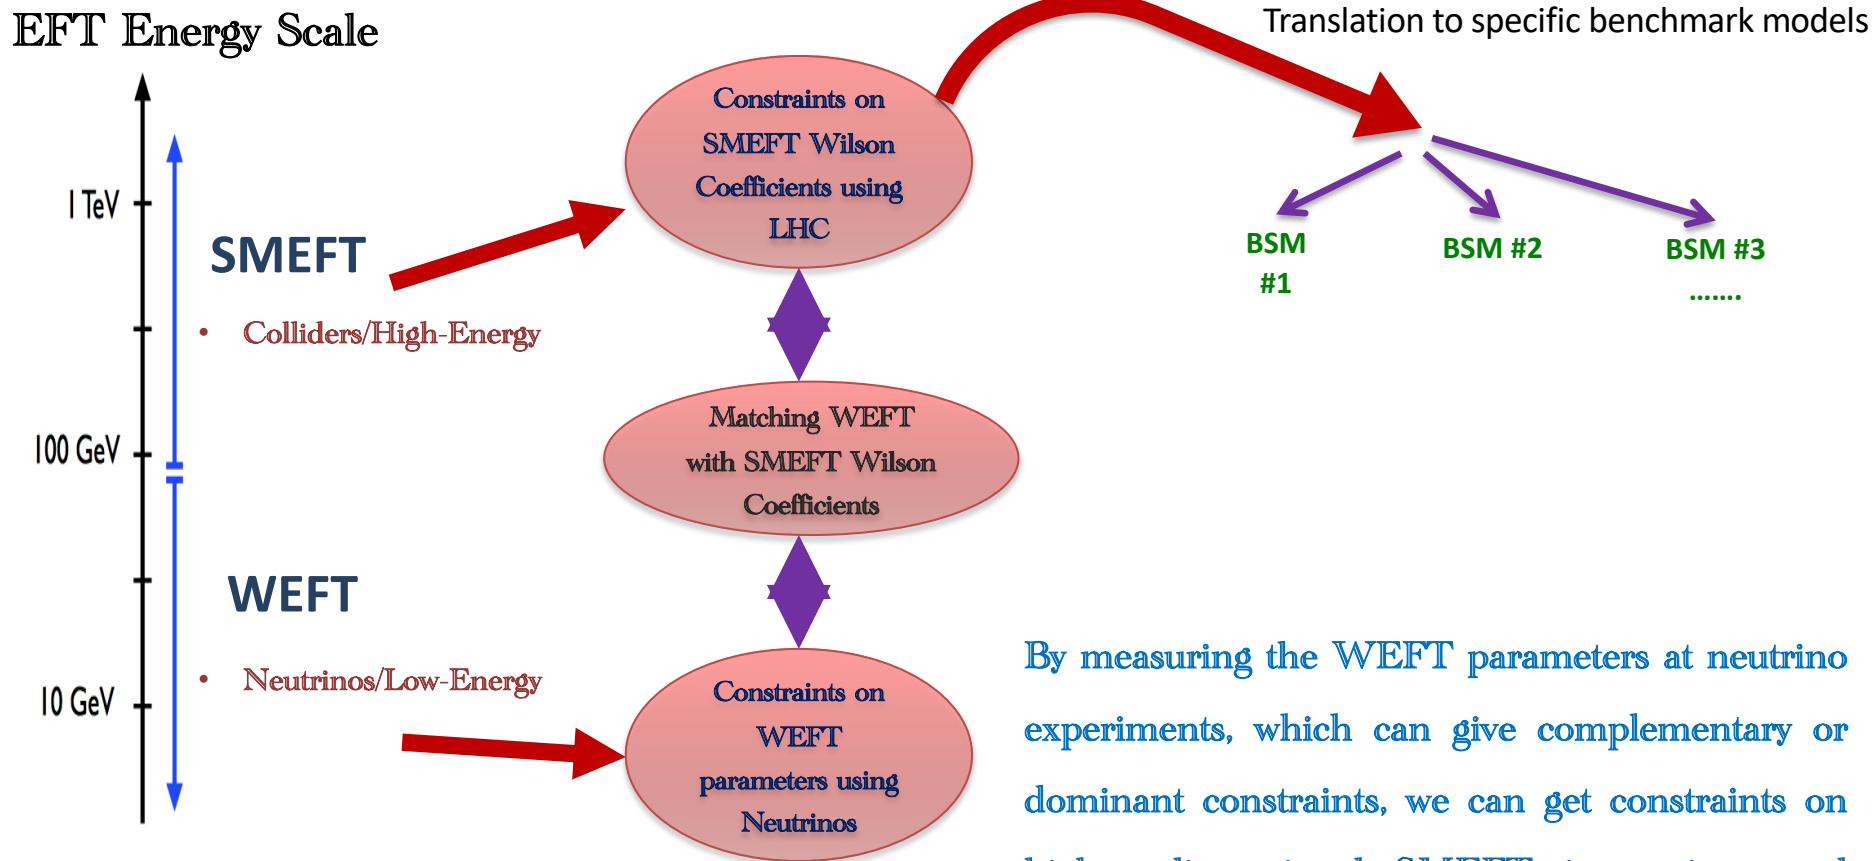 EFT Energy Scale
Translation to specific benchmark models
1 TeV
100 GeV
10 GeV
SMEFT
• Colliders/High-Energy
WEFT
• Neutrinos/Low-Energy
Constraints on
SMEFT Wilson
Coefficients using
LHC
Matching WEFT
with SMEFT Wilson
Coefficients
Constraints on
WEFT
parameters using
Neutrinos
BSM
#1
BSM #2
BSM #3
.......
By measuring the WEFT parameters at neutrino
experiments, which can give complementary or
dominant constraints, we can get constraints on